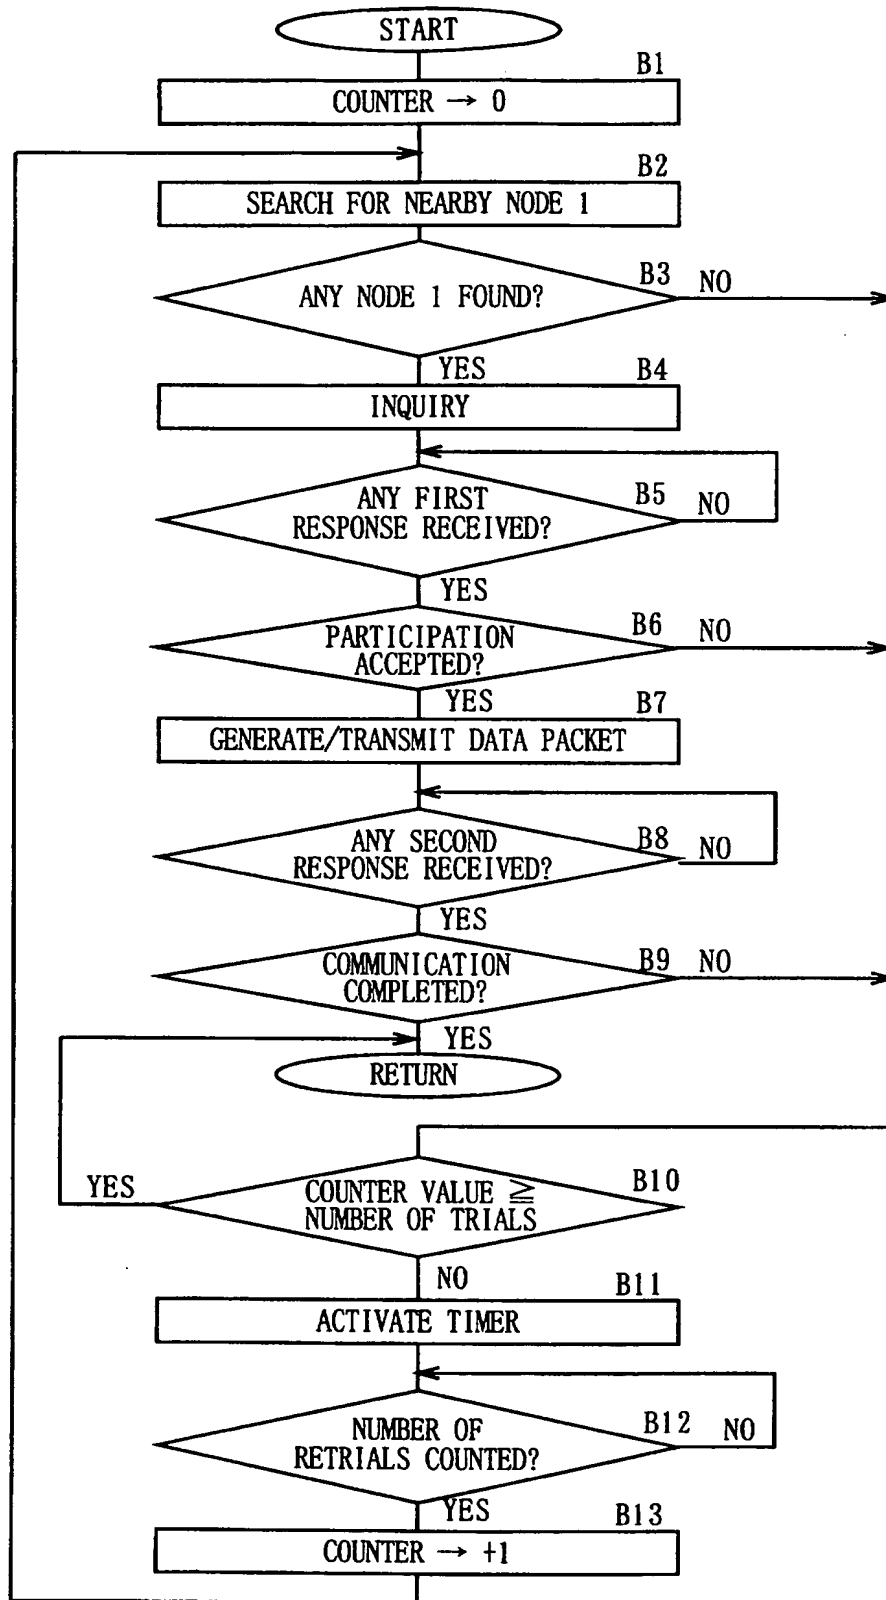 START
B1
COUNTER → 0
B2
SEARCH FOR NEARBY NODE 1
B3
NO
ANY NODE 1 FOUND?
YES
B4
INQUIRY
ANY FIRST
B5
NO
RESPONSE RECEIVED?
YES
PARTICIPATION
B6
NO
ACCEPTED?
YES
B7
GENERATE/TRANSMIT DATA PACKET
ANY SECOND
B8
NO
RESPONSE RECEIVED?
YES
COMMUNICATION
B9
NO
COMPLETED?
YES
RETURN
YES
COUNTER VALUE ≧
B10
NUMBER OF TRIALS
NO
B11
ACTIVATE TIMER
NUMBER OF
B12
NO
RETRIALS COUNTED?
YES
B13
COUNTER → +1